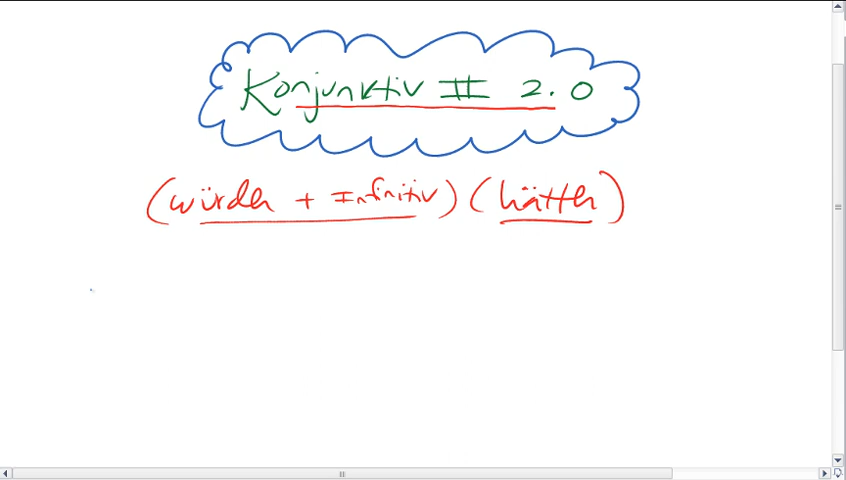 Konjunktiv II 2.0
(würden + Infinitiv) (hätten)